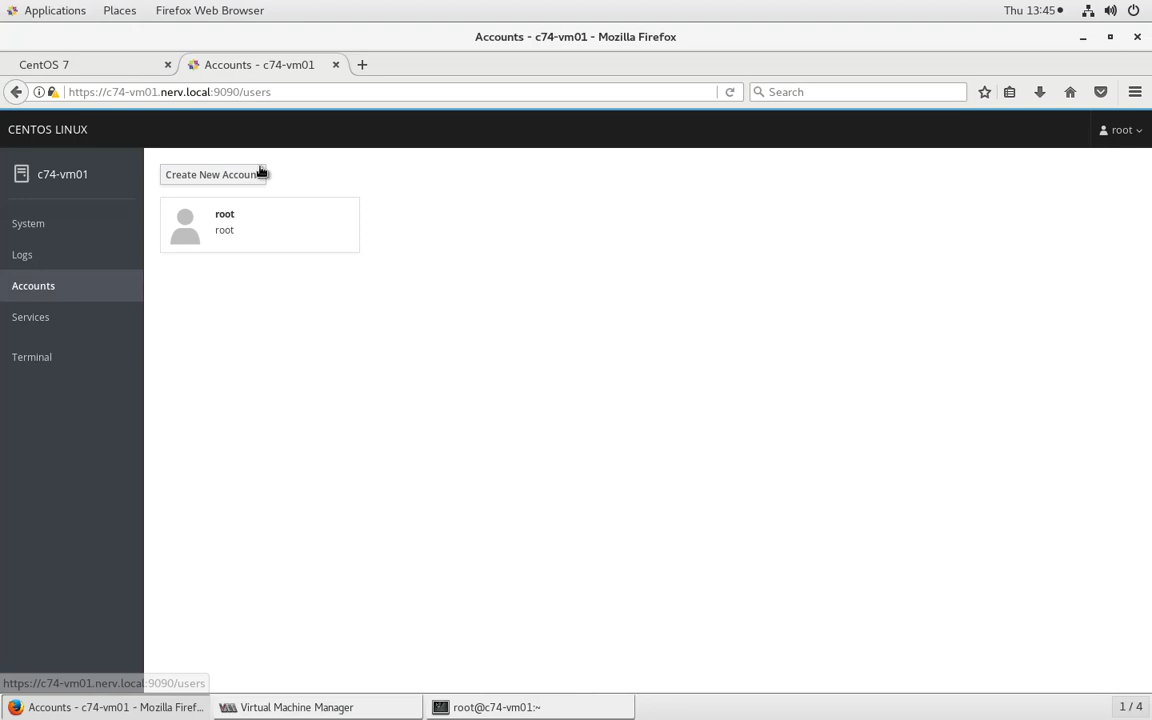 Applications Places Firefox Web Browser Thu 13:45
Accounts - c74-vm01 - Mozilla Firefox
CentOS 7 Accounts - c74-vm01
https://c74-vm01.nerv.local:9090/users Search
CENTOS LINUX root
c74-vm01
Create New Accoun
root
root
System
Logs
Accounts
Services
Terminal
https://c74-vm01.nerv.local:9090/users
Accounts - c74-vm01 - Mozilla Firef... Virtual Machine Manager root@c74-vm01:~ 1 / 4